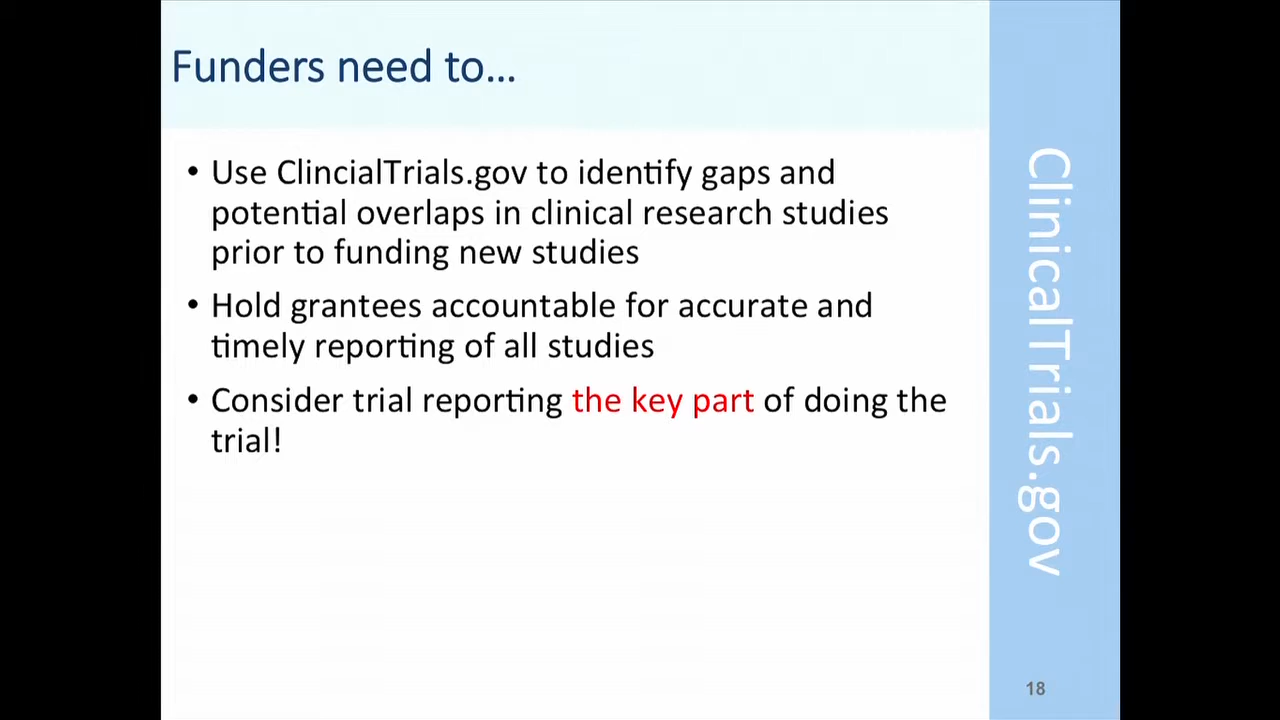 Funders need to…
• Use ClincialTrials.gov to identify gaps and
potential overlaps in clinical research studies
prior to funding new studies
• Hold grantees accountable for accurate and
timely reporting of all studies
• Consider trial reporting the key part of doing the
trial!
ClinicalTrials.gov
18